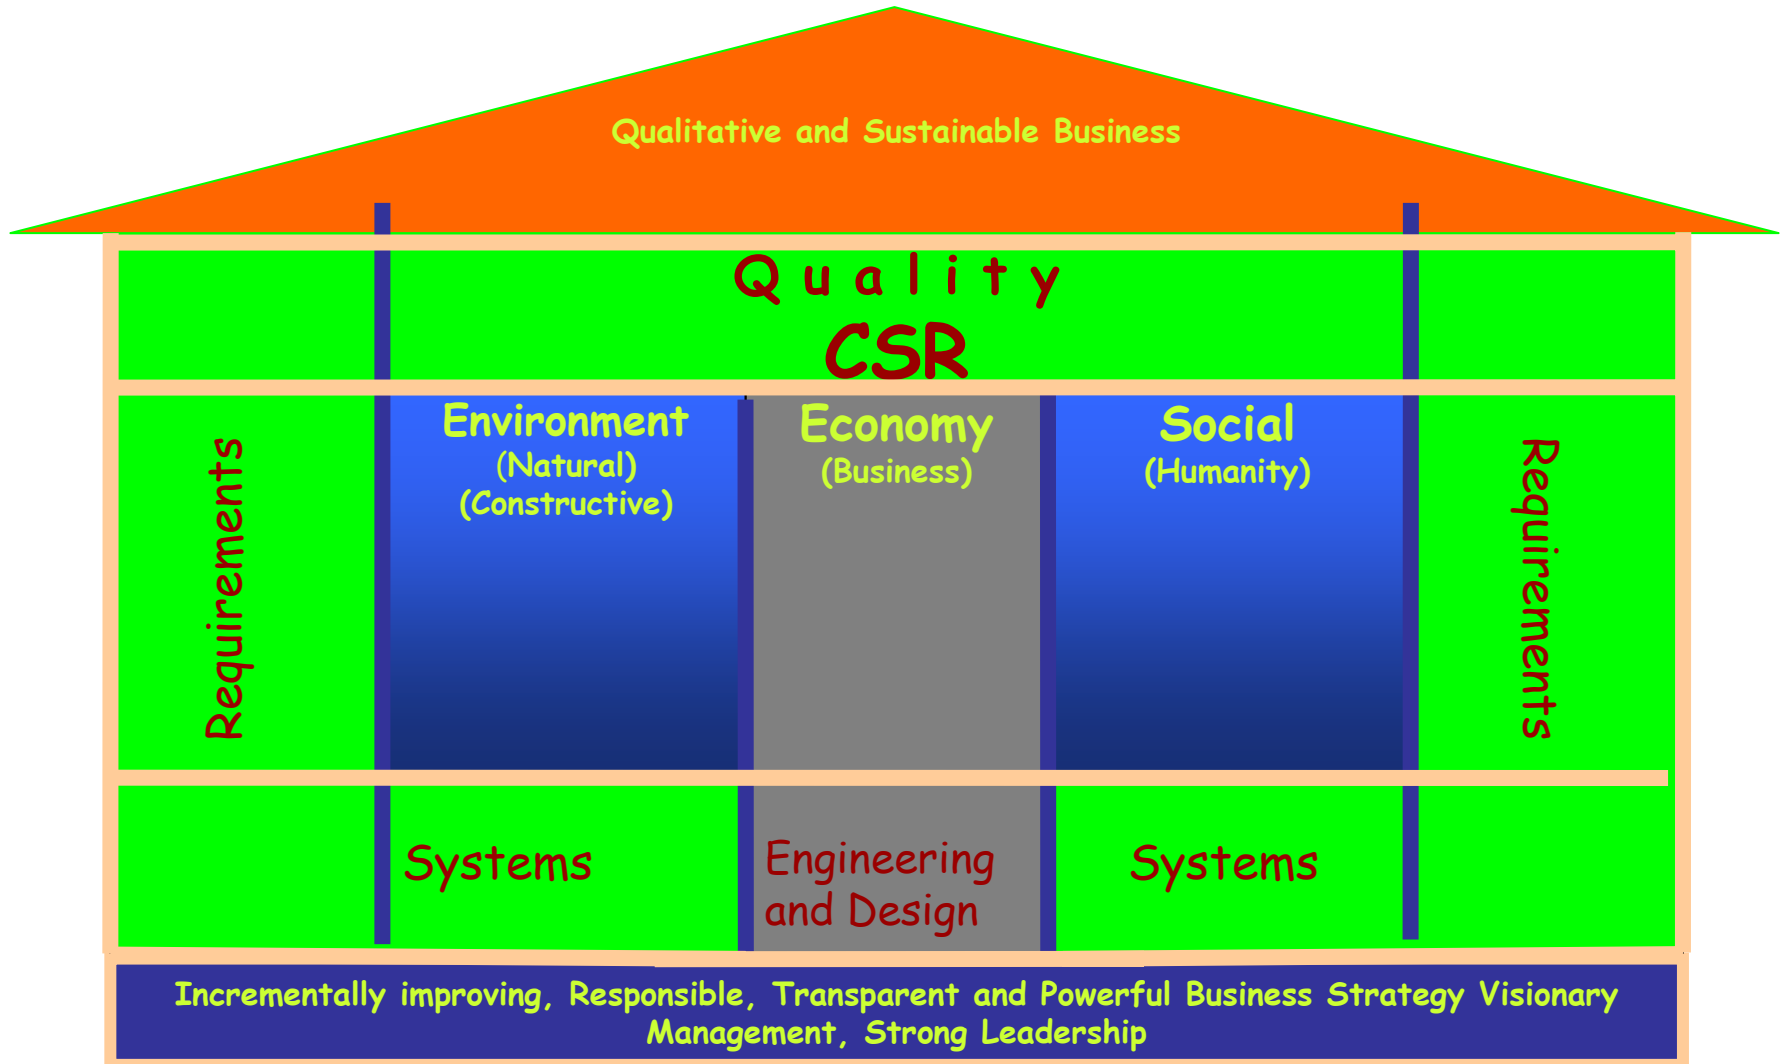 Qualitative and Sustainable Business
Quality
CSR
Requirements
Environment
(Natural)
(Constructive)
Economy
(Business)
Social
(Humanity)
Requirements
Systems
Engineering
and Design
Systems
Incrementally improving, Responsible, Transparent and Powerful Business Strategy Visionary
Management, Strong Leadership